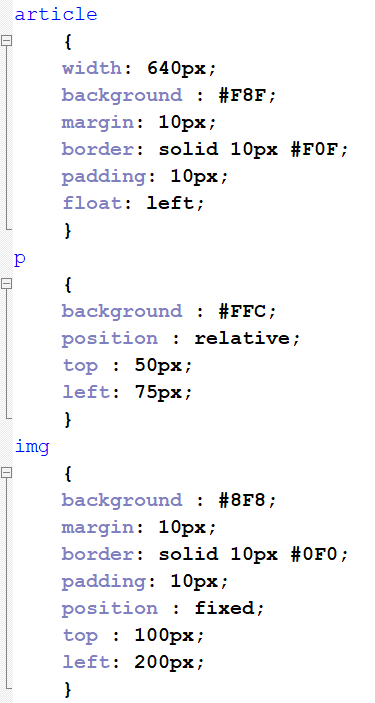 article
{
width: 640px;
background : #F8F;
margin: 10px;
border: solid 10px #F0F;
padding: 10px;
float: left;
}
p
{
background : #FFC;
position : relative;
top : 50px;
left: 75px;
}
img
{
background : #8F8;
margin: 10px;
border: solid 10px #0F0;
padding: 10px;
position : fixed;
top : 100px;
left: 200px;
}